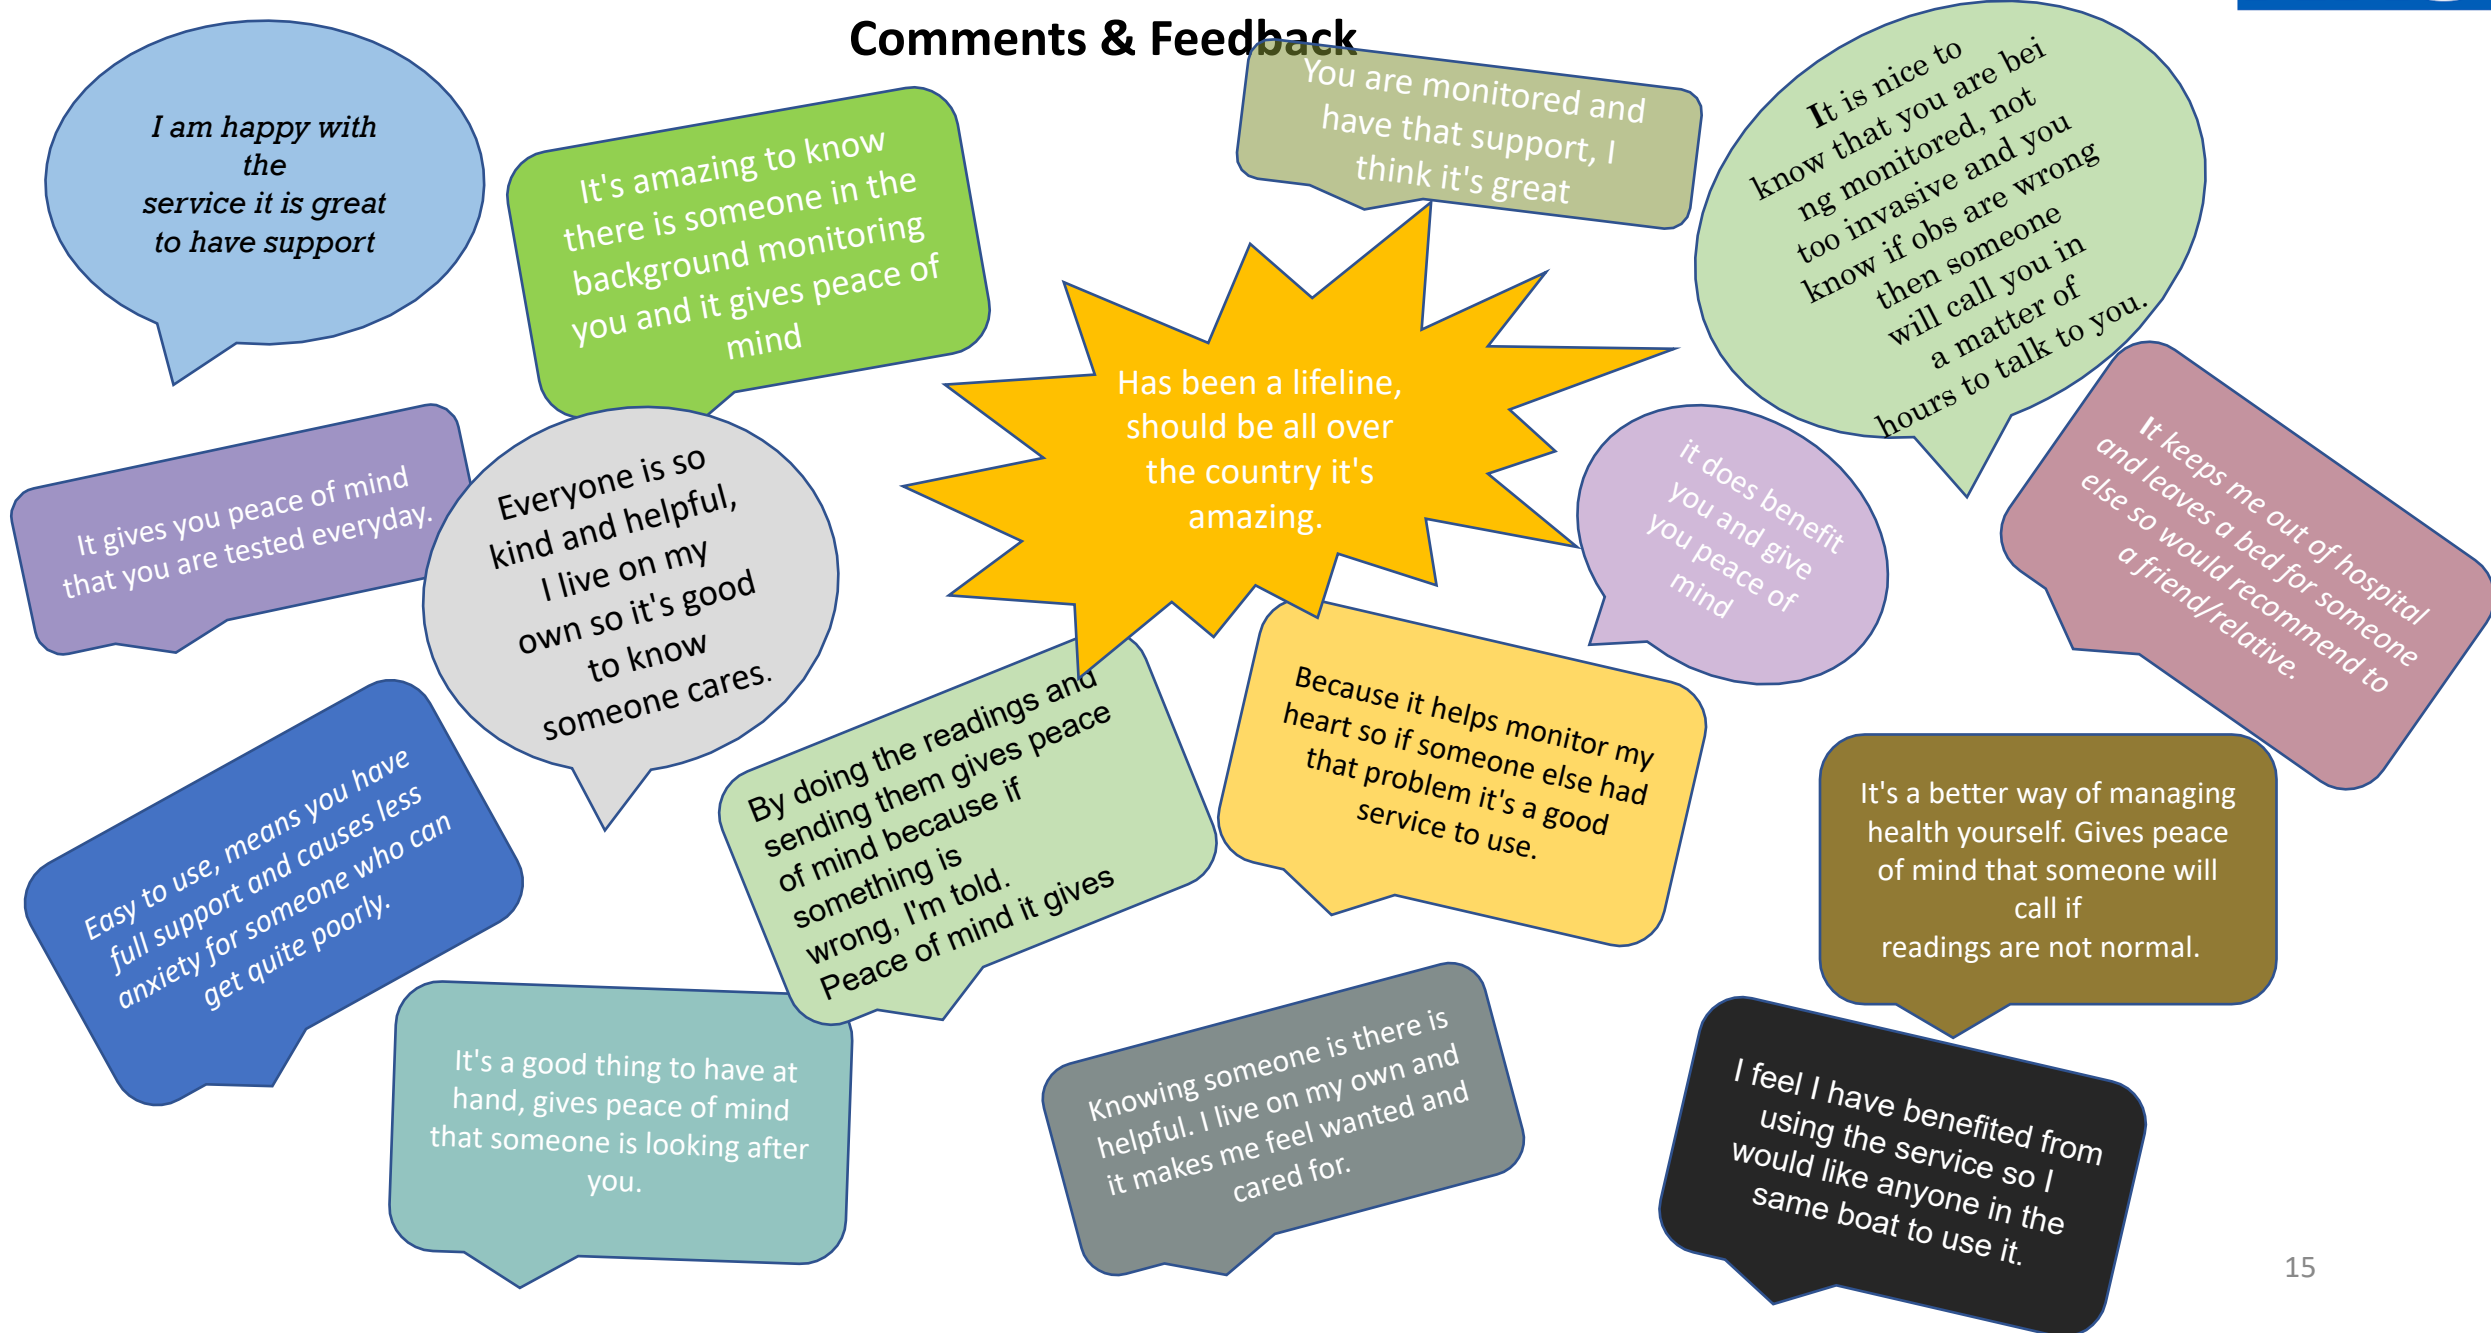 Comments & Feedback
I am happy with
the
service it is great
to have support
It's amazing to know
there is someone in the
background monitoring
you and it gives peace of
mind
You are monitored and
have that support, I
think it's great
It is nice to
know that you are bei
ng monitored, not
too invasive and you
know if obs are wrong
then someone
will call you in
a matter of
hours to talk to you.
Has been a lifeline,
should be all over
the country it's
amazing.
It gives you peace of mind
that you are tested everyday.
Everyone is so
kind and helpful,
I live on my
own so it's good
to know
someone cares.
it does benefit
you and give
you peace of
mind
It keeps me out of hospital
and leaves a bed for someone
else so would recommend to
a friend/relative.
Easy to use, means you have
full support and causes less
anxiety for someone who can
get quite poorly.
By doing the readings and
sending them gives peace
of mind because if
something is
wrong, I'm told.
Peace of mind it gives
Because it helps monitor my
heart so if someone else had
that problem it's a good
service to use.
It's a better way of managing
health yourself. Gives peace
of mind that someone will
call if
readings are not normal.
It's a good thing to have at
hand, gives peace of mind
that someone is looking after
you.
Knowing someone is there is
helpful. I live on my own and
it makes me feel wanted and
cared for.
I feel I have benefited from
using the service so I
would like anyone in the
same boat to use it.
15